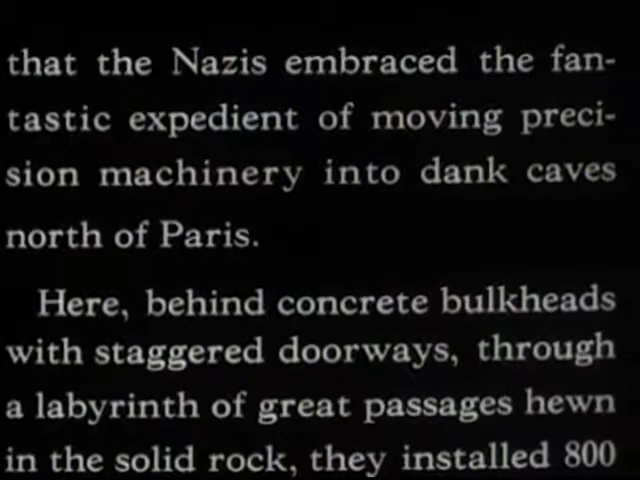 that the Nazis embraced the fan-
tastic expedient of moving preci-
sion machinery into dank caves
north of Paris.
Here, behind concrete bulkheads
with staggered doorways, through
a labyrinth of great passages hewn
in the solid rock, they installed 800